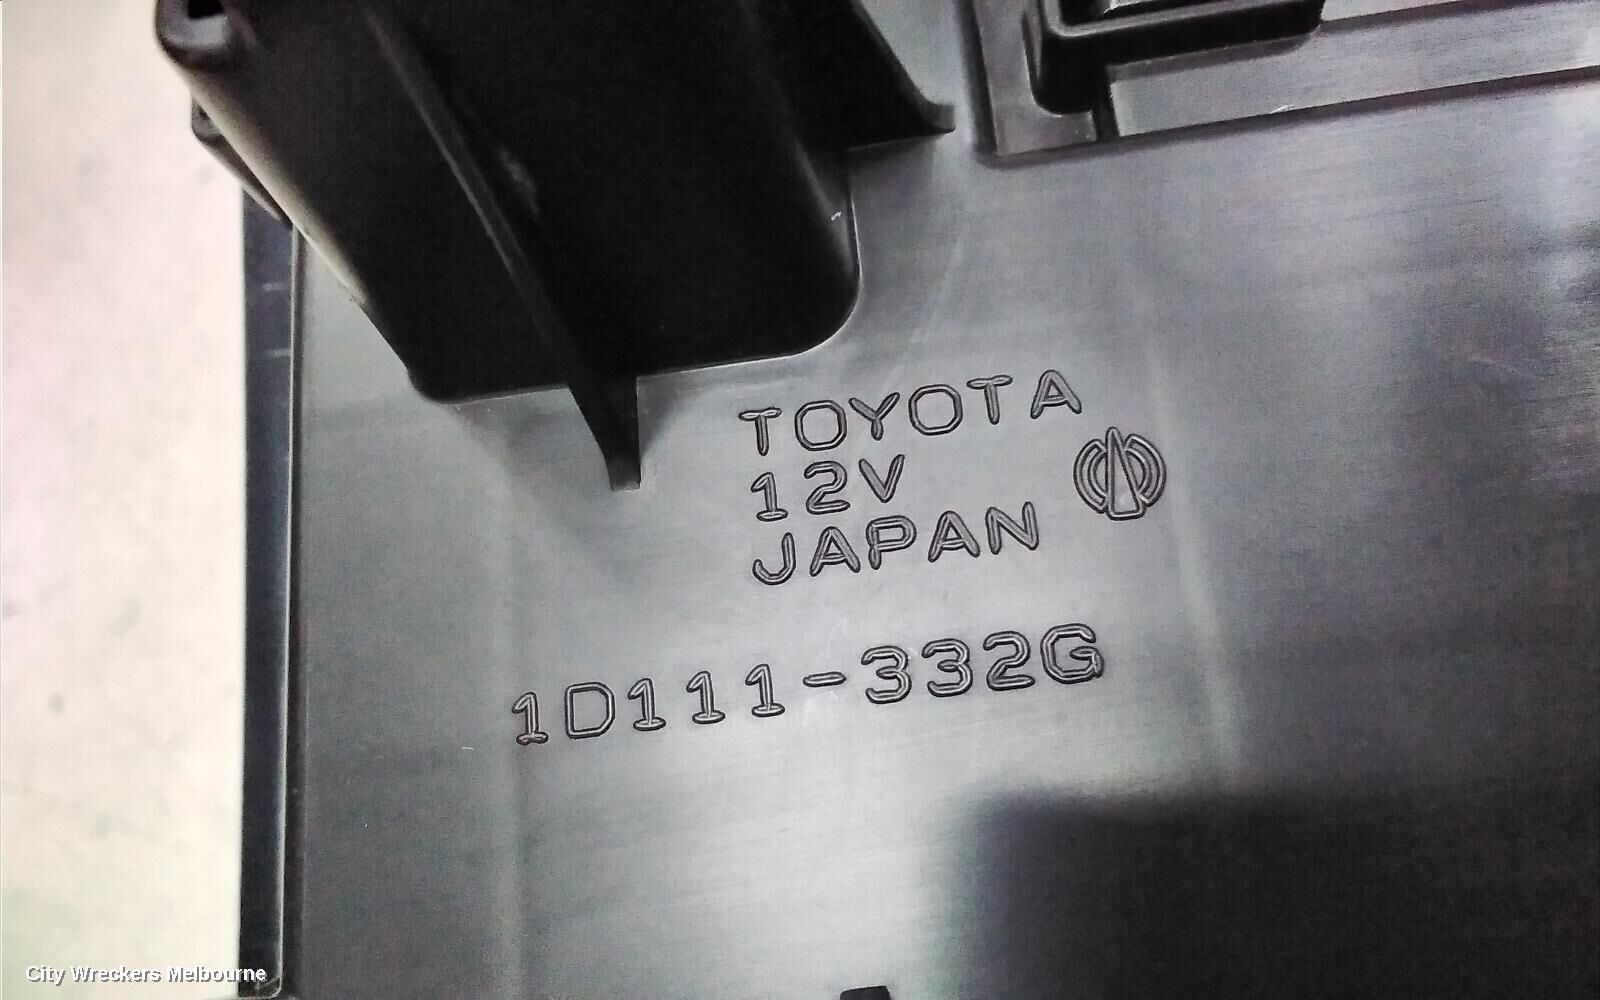 TOYOTA
12V
JAPAN
1D111-332G
City Wreckers Melbourne